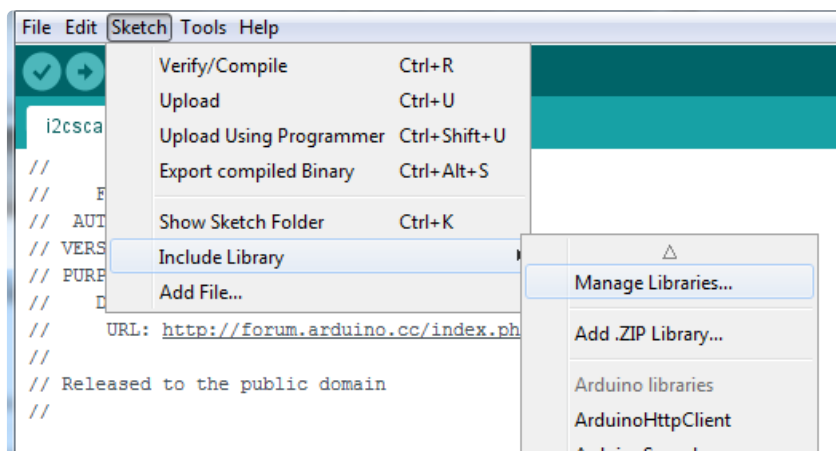 File Edit Sketch Tools Help
Verify/Compile Ctrl+R
Upload Ctrl+U
i2csca
Upload Using Programmer Ctrl+Shift+U
//
Export compiled Binary Ctrl+Alt+S
// F
// AUT
Show Sketch Folder Ctrl+K
// VERS
Include Library
// PURP
Manage Libraries...
// D
Add File...
// URL: http://forum.arduino.cc/index.ph
Add .ZIP Library...
//
// Released to the public domain
Arduino libraries
//
ArduinoHttpClient